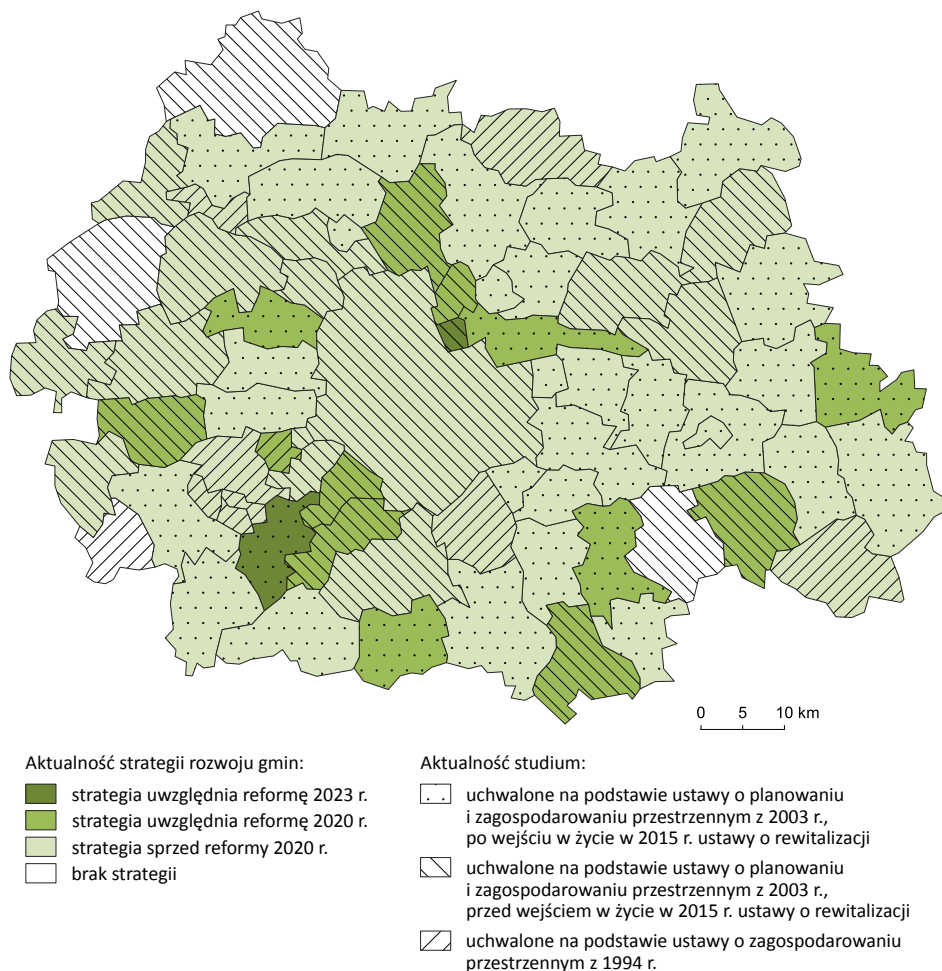 0 5 10 km
Aktualność strategii rozwoju gmin:
strategia uwzględnia reformę 2023 r.
strategia uwzględnia reformę 2020 r.
strategia sprzed reformy 2020 r.
brak strategii
Aktualność studium:
uchwalone na podstawie ustawy o planowaniu
i zagospodarowaniu przestrzennym z 2003 r.,
po wejściu w życie w 2015 r. ustawy o rewitalizacji
uchwalone na podstawie ustawy o planowaniu
i zagospodarowaniu przestrzennym z 2003 r.,
przed wejściem w życie w 2015 r. ustawy o rewitalizacji
uchwalone na podstawie ustawy o zagospodarowaniu
przestrzennym z 1994 r.